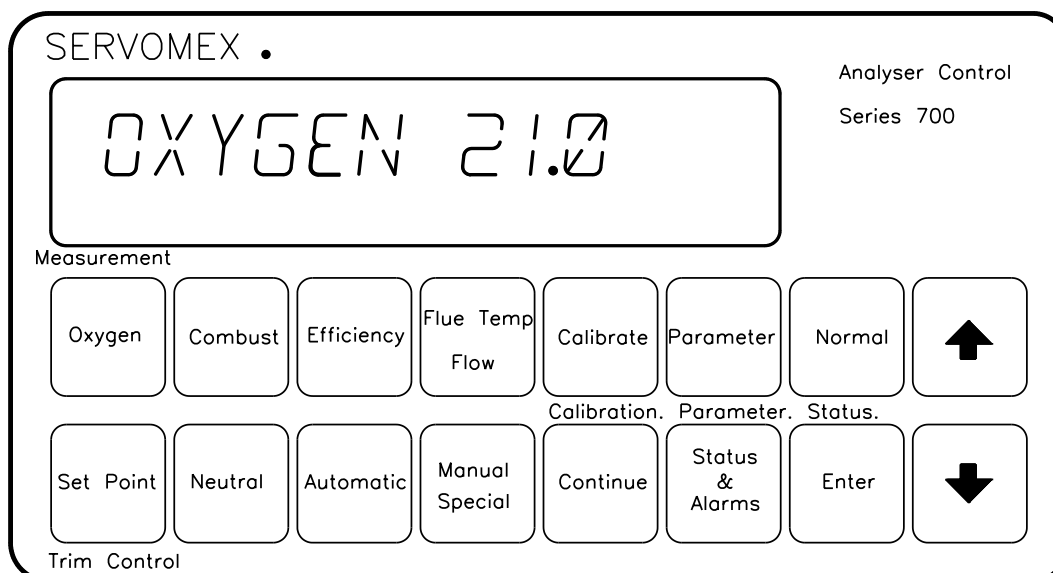 SERVOMEX .
Analyser Control
Series 700
OXYGEN 21.0
Measurement
Oxygen
Combust
Efficiency
Flue Temp
Flow
Calibrate
Parameter
Normal
Calibration. Parameter. Status.
Set Point
Neutral
Automatic
Manual
Special
Continue
Status
&
Alarms
Enter
Trim Control